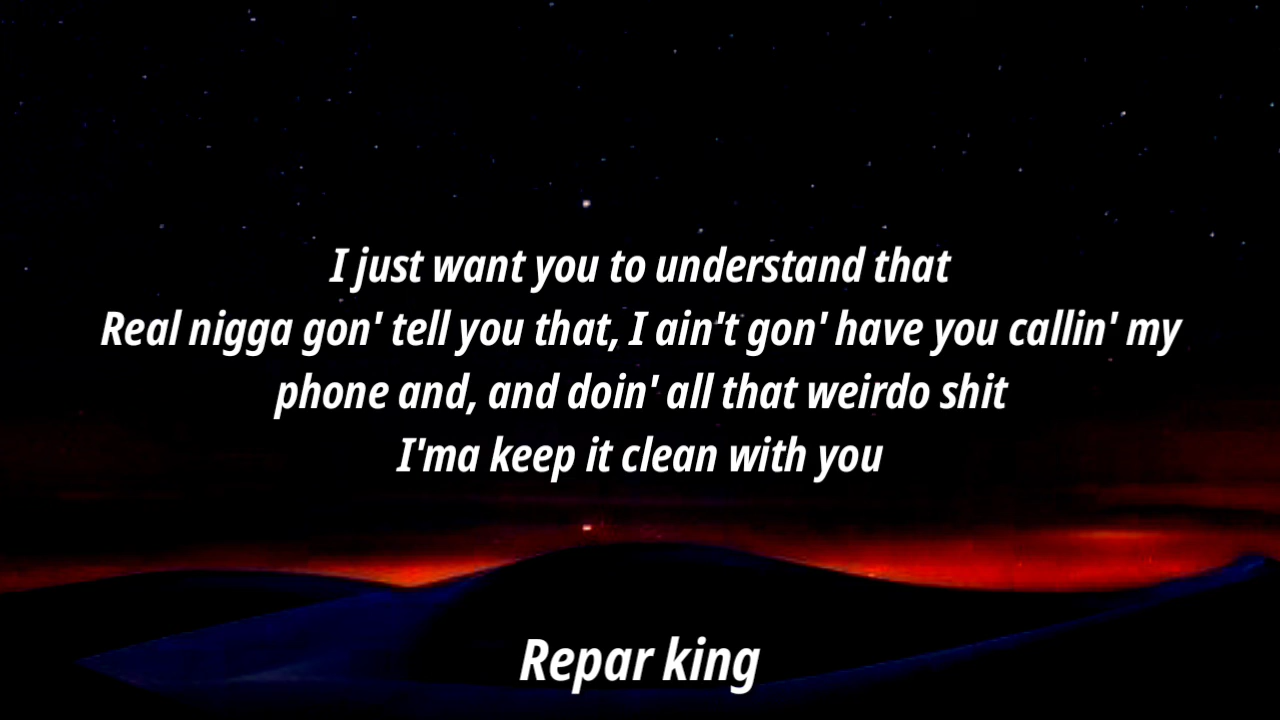 I just want you to understand that
Real nigga gon' tell you that, I ain't gon' have you callin' my
phone and, and doin' all that weirdo shit
I'ma keep it clean with you
Repar king